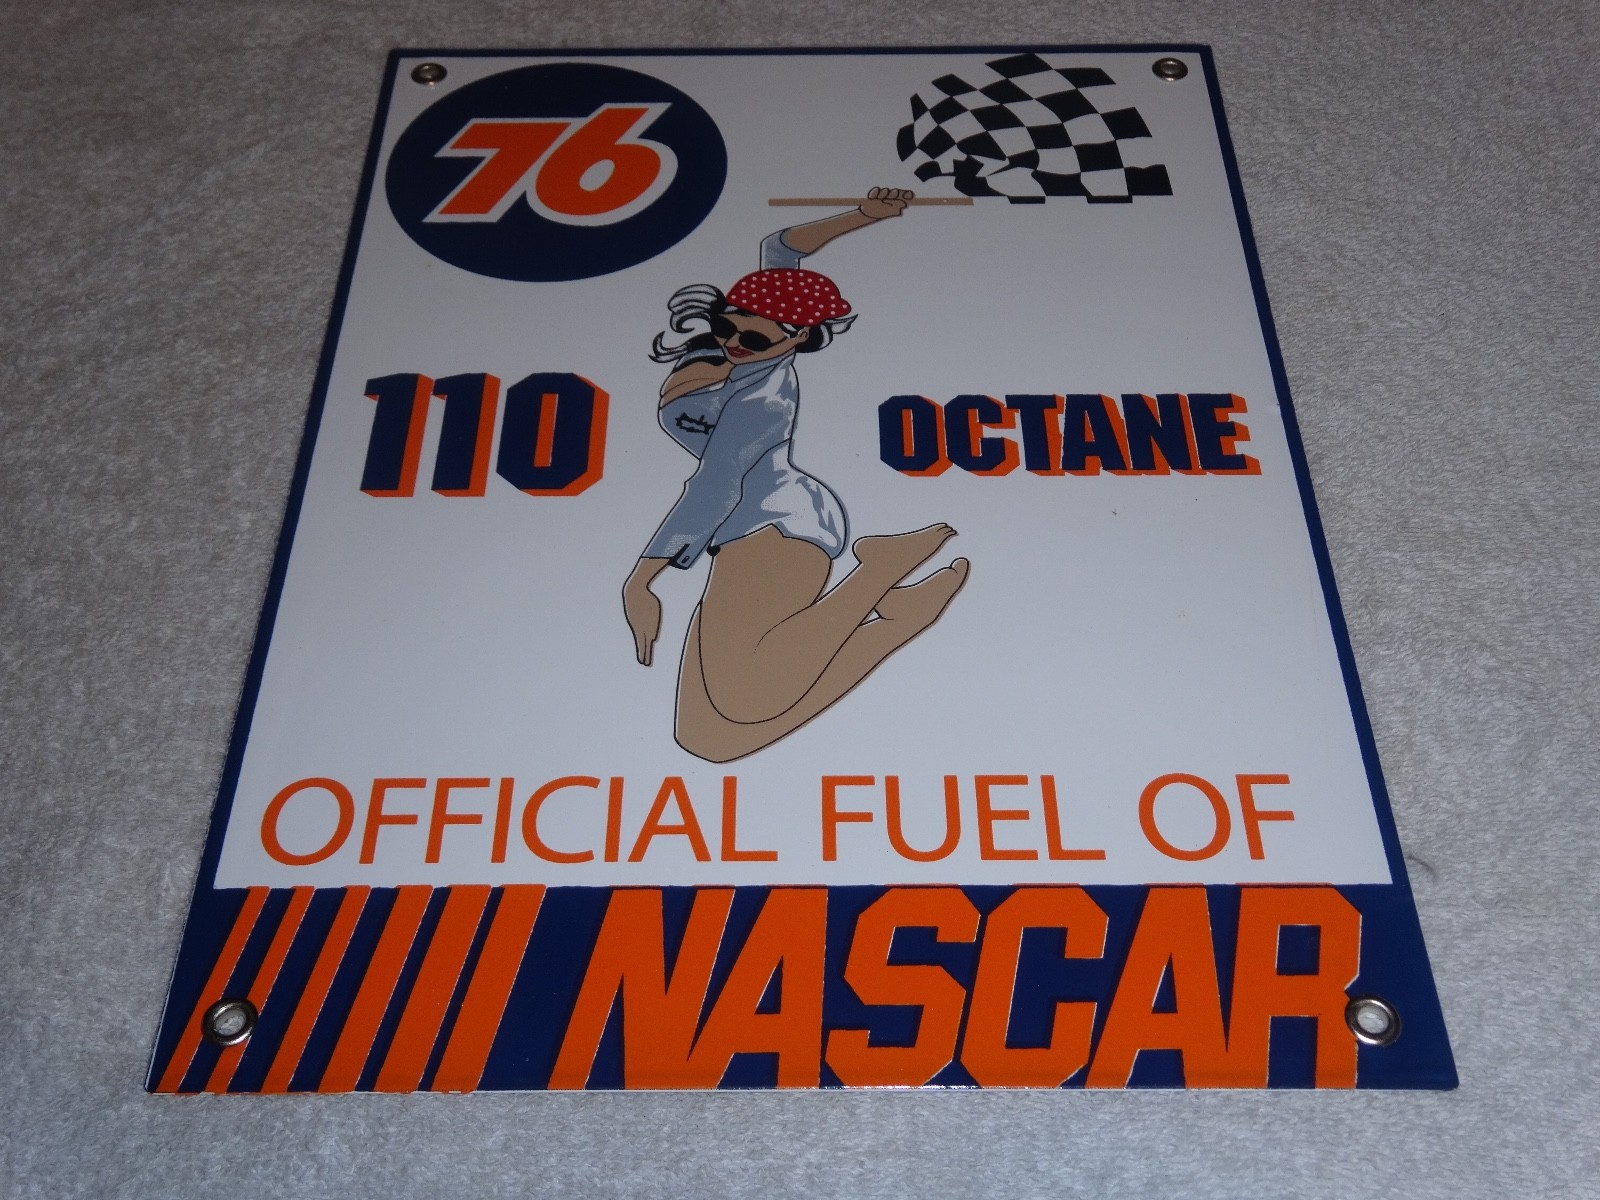 76
110 OCTANE
OFFICIAL FUEL OF
NASCAR